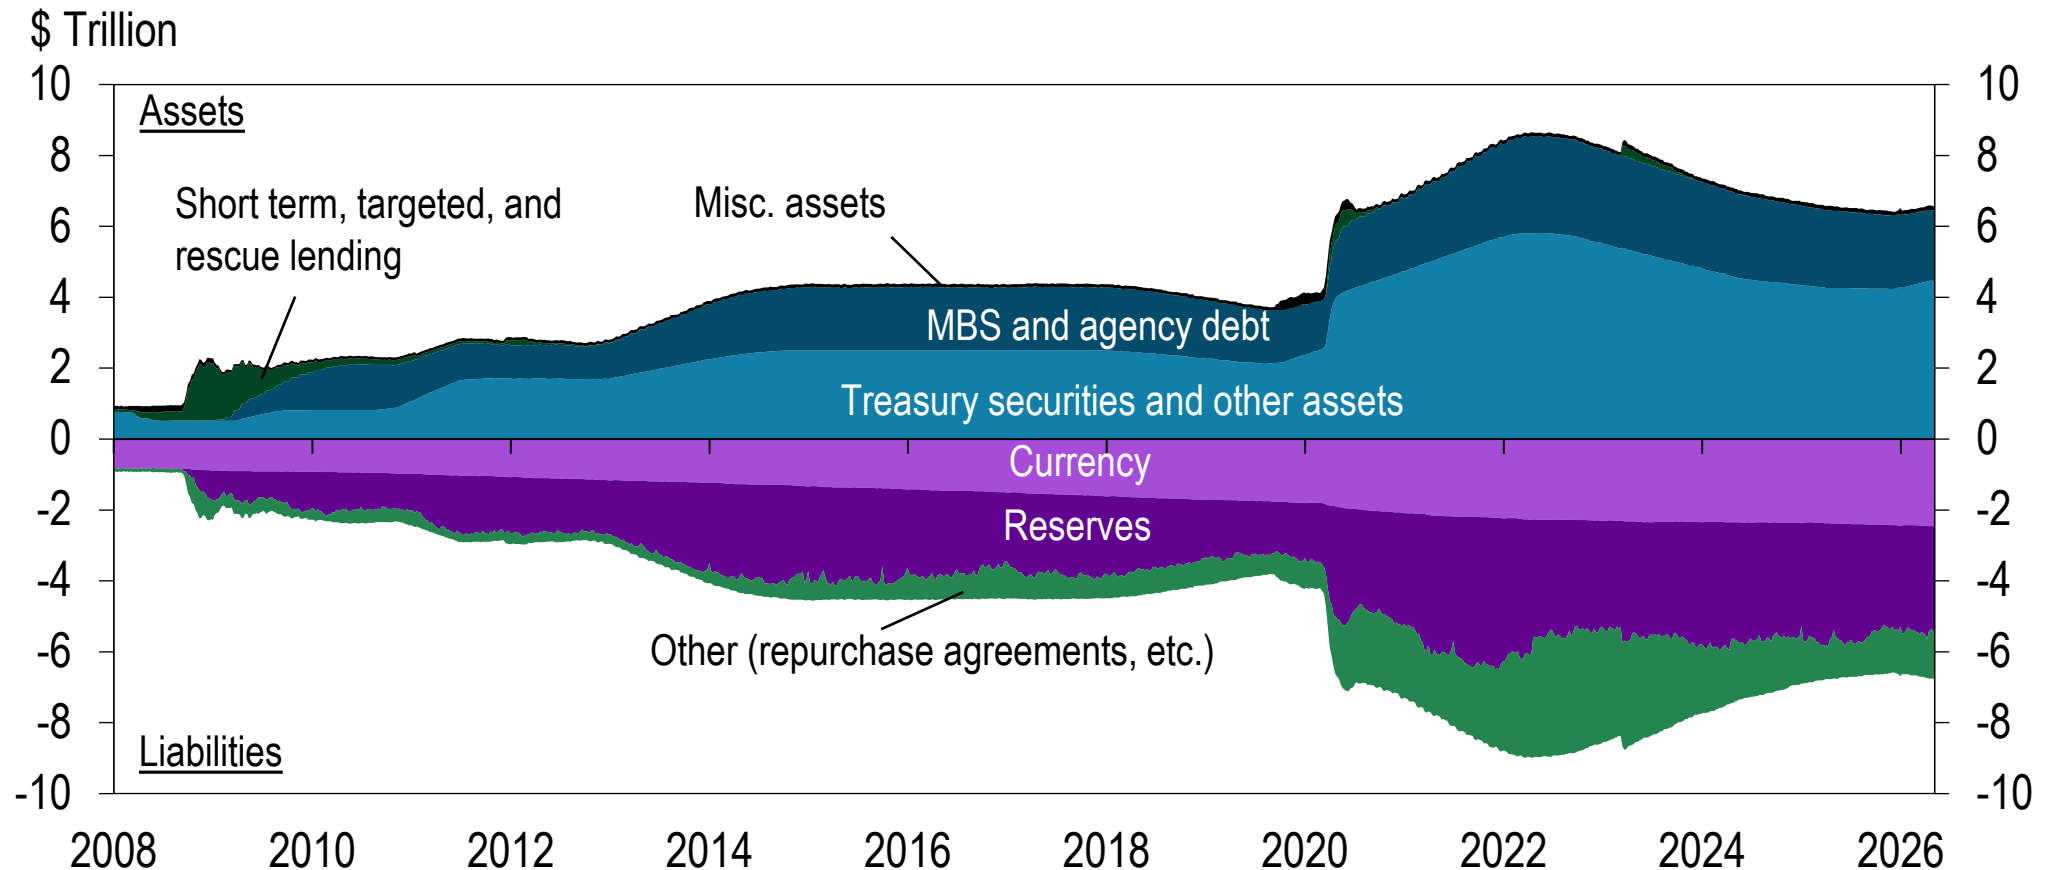 $ Trillion
10 10
Assets
8 8
Short term, targeted, and
rescue lending
Misc. assets
6 6
4 4
MBS and agency debt
2 2
Treasury securities and other assets
0 0
Currency
-2 -2
Reserves
-4 -4
Other (repurchase agreements, etc.)
-6 -6
-8 -8
Liabilities
-10 -10
2008 2010 2012 2014 2016 2018 2020 2022 2024 2026